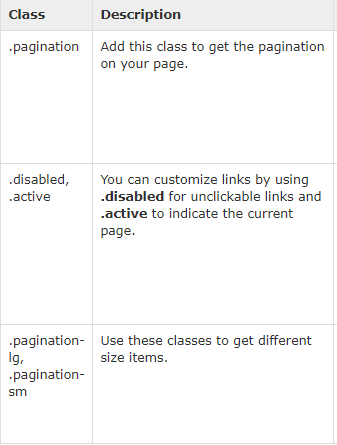 Class Description
.pagination Add this class to get the pagination
on your page.
.disabled, You can customize links by using
.active .disabled for unclickable links and
.active to indicate the current
page.
.pagination- Use these classes to get different
lg, size items.
.pagination-
sm